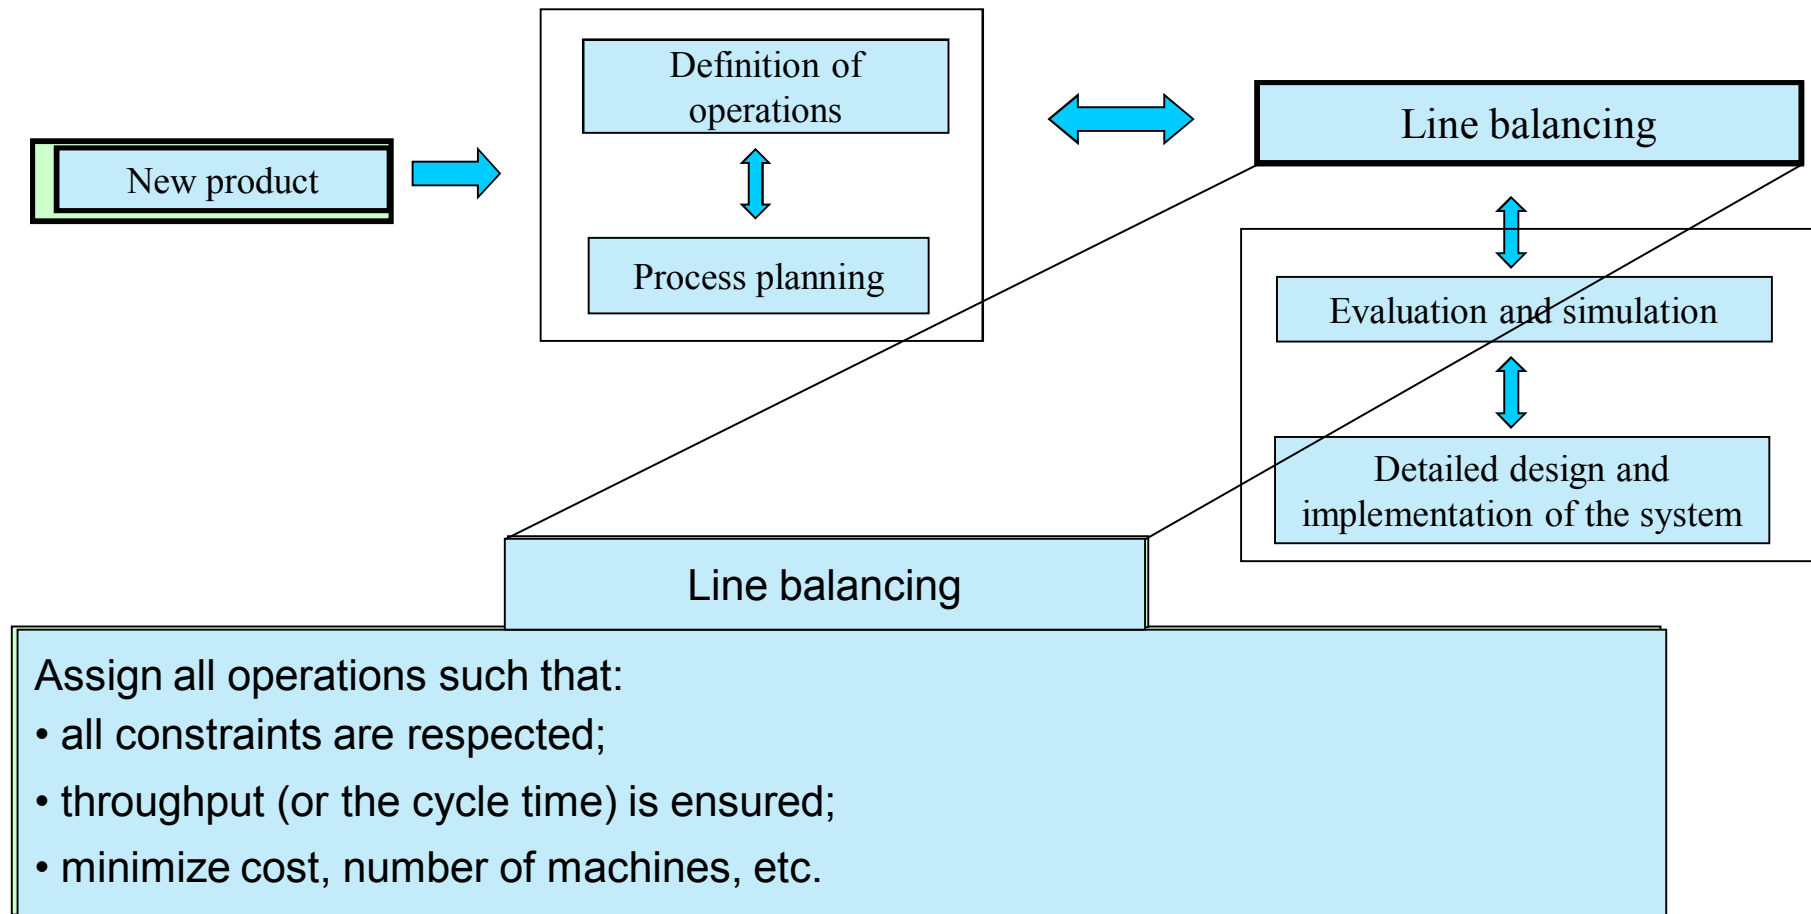 New product
Definition of
operations
Process planning
Line balancing
Evaluation and simulation
Detailed design and
implementation of the system
Line balancing
Assign all operations such that:
• all constraints are respected;
• throughput (or the cycle time) is ensured;
• minimize cost, number of machines, etc.